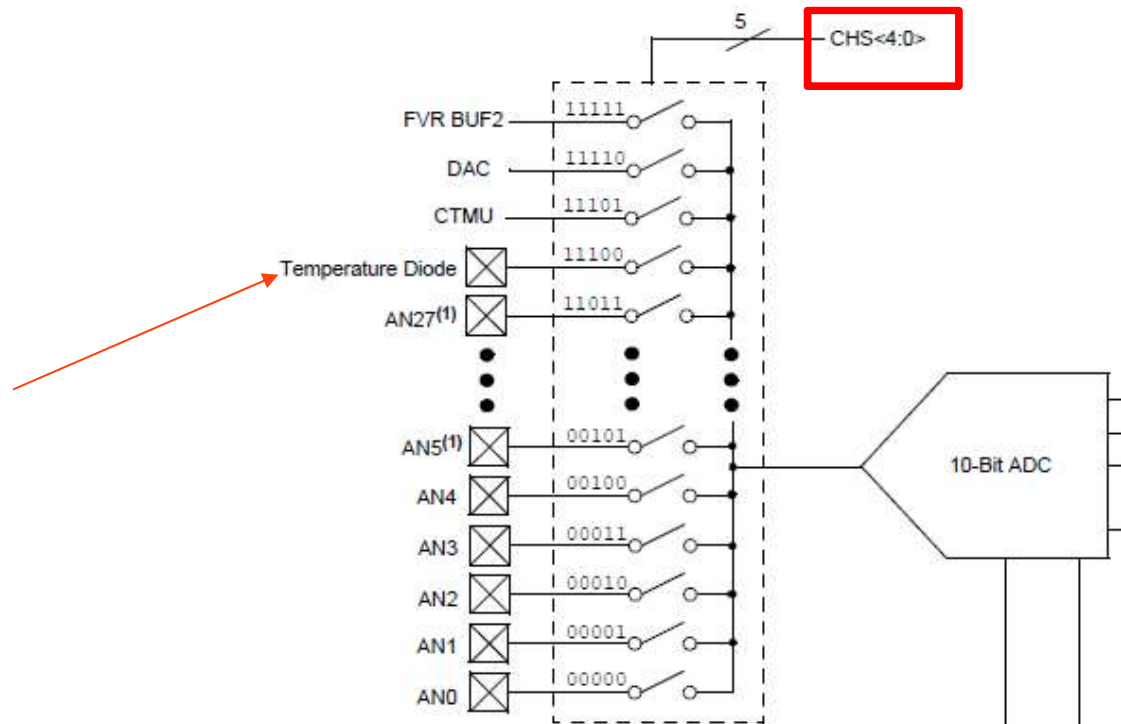 5
CHS<4:0>
FVR BUF2 11111
DAC 11110
CTMU 11101
Temperature Diode 11100
AN27(1) 11011
AN5(1) 00101
AN4 00100
10-Bit ADC
AN3 00011
AN2 00010
AN1 00001
AN0 00000